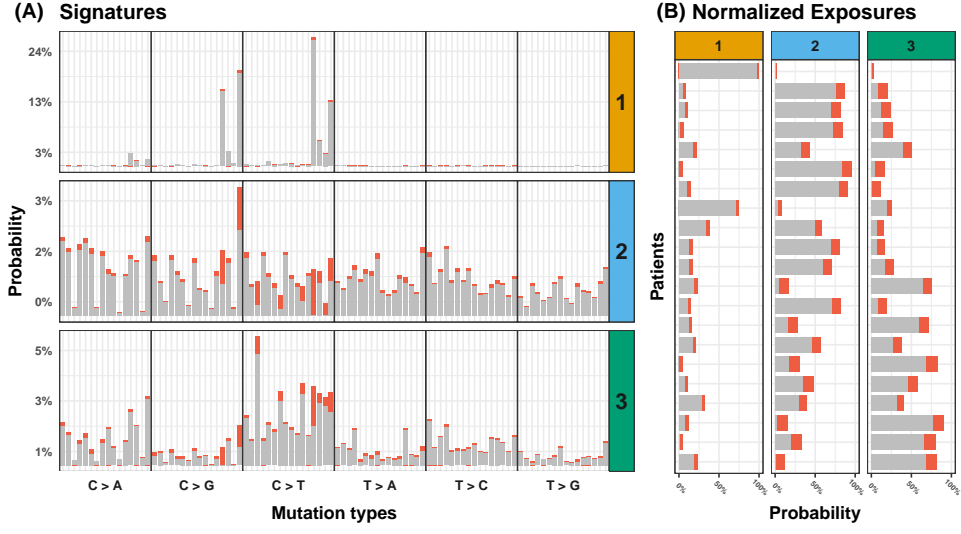 (A) Signatures
24%
13%
3%
1
3%
2%
0%
2
5%
3%
1%
3
Probability
C > A C > G C > T T > A T > C T > G
Mutation types
(B) Normalized Exposures
1 2 3
Patients
0% 50% 100% 0% 50% 100% 0% 50% 100%
Probability